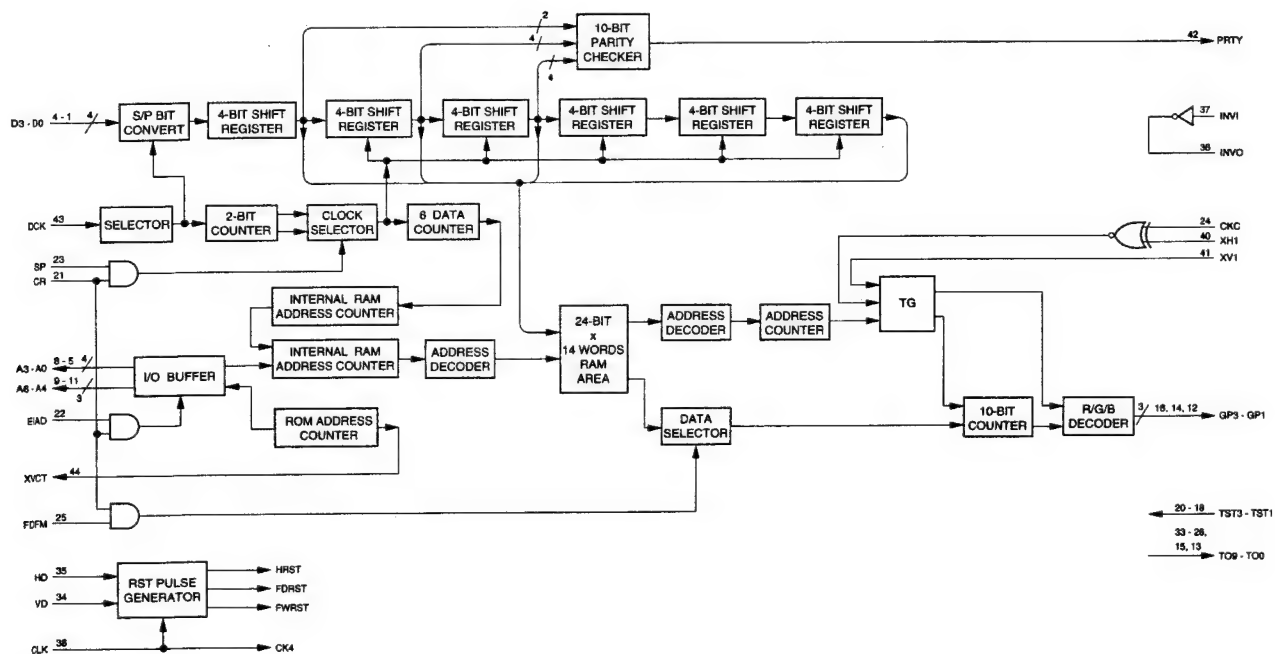 2
10-BIT
PARITY
CHECKER
4
4
42 PRTY
D3 - D0 4 - 1 4
S/P BIT
CONVERT
4-BIT SHIFT
REGISTER
4-BIT SHIFT
REGISTER
4-BIT SHIFT
REGISTER
4-BIT SHIFT
REGISTER
4-BIT SHIFT
REGISTER
4-BIT SHIFT
REGISTER
37 INVI
36 INVO
DCK 43
SELECTOR
2-BIT
COUNTER
CLOCK
SELECTOR
6 DATA
COUNTER
24 CKC
40 XH1
41 XV1
SP 23
CR 21
INTERNAL RAM
ADDRESS COUNTER
INTERNAL RAM
ADDRESS COUNTER
ADDRESS
DECODER
24-BIT
x
14 WORDS
RAM
AREA
ADDRESS
DECODER
ADDRESS
COUNTER
TG
A3 - A0 8 - 5 4
A6 - A4 9 - 11 3
I/O BUFFER
EIAD 22
ROM ADDRESS
COUNTER
DATA
SELECTOR
10-BIT
COUNTER
R/G/B
DECODER
3 16, 14, 12 GP3 - GP1
XVCT 44
FDFM 25
20 - 18 TST3 - TST1
33 - 26,
15, 13 TO9 - TO0
HD 35
VD 34
RST PULSE
GENERATOR
HRST
FDRST
FWRST
CLK 38 CK4